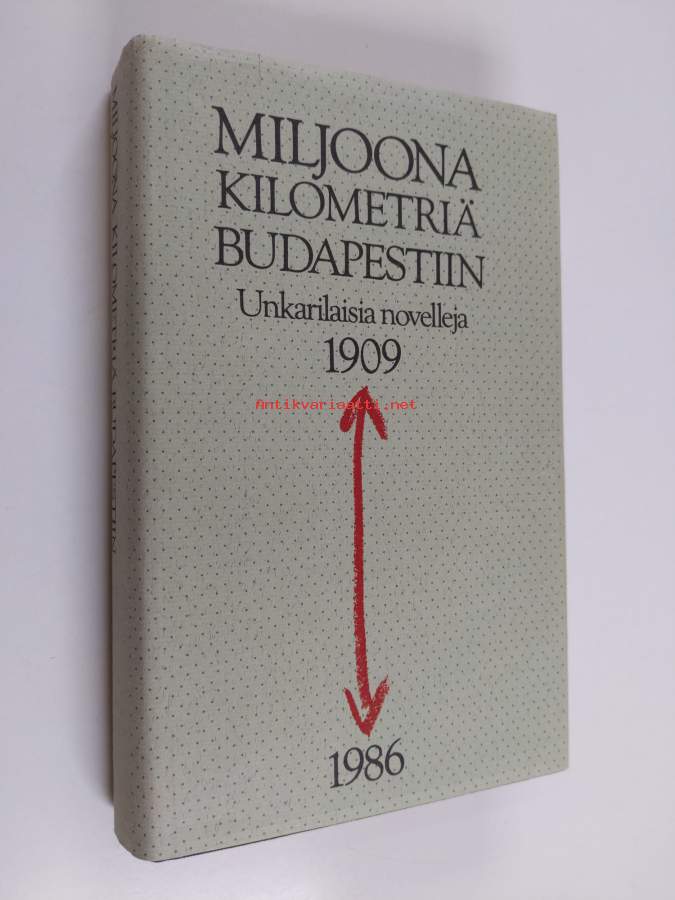 MILJOONA
KILOMETRIÄ
BUDAPESTIIN
Unkarilaisia novelleja
1909
Antikvariaatti.net
1986
MILJOONA KILOMETRIÄ BUDAPESTIIN